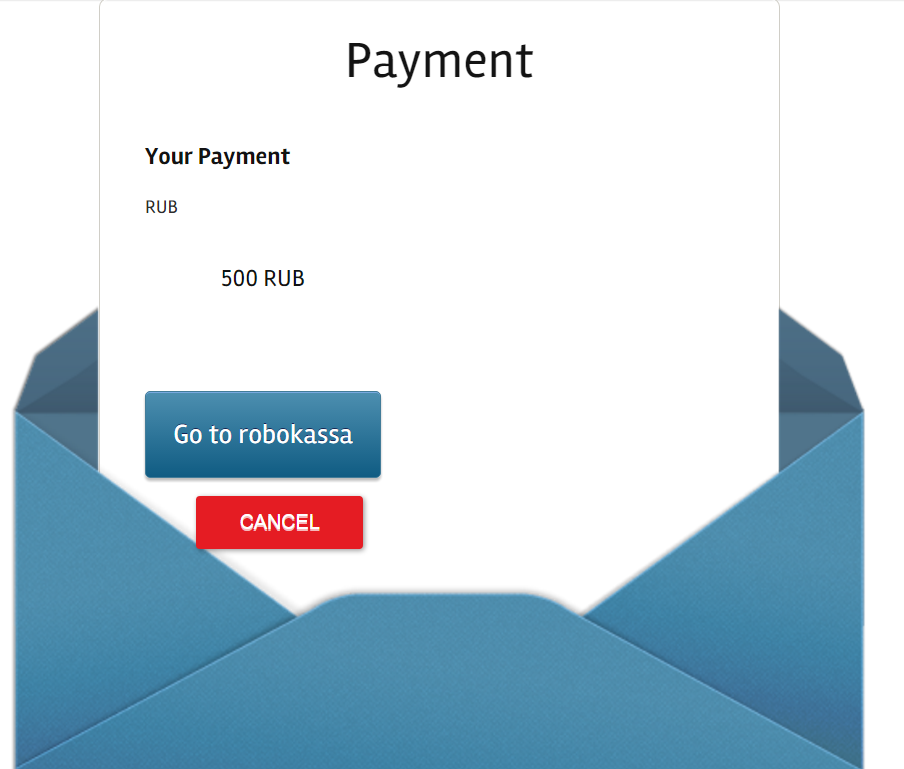 Payment
Your Payment
RUB
500 RUB
Go to robokassa
CANCEL